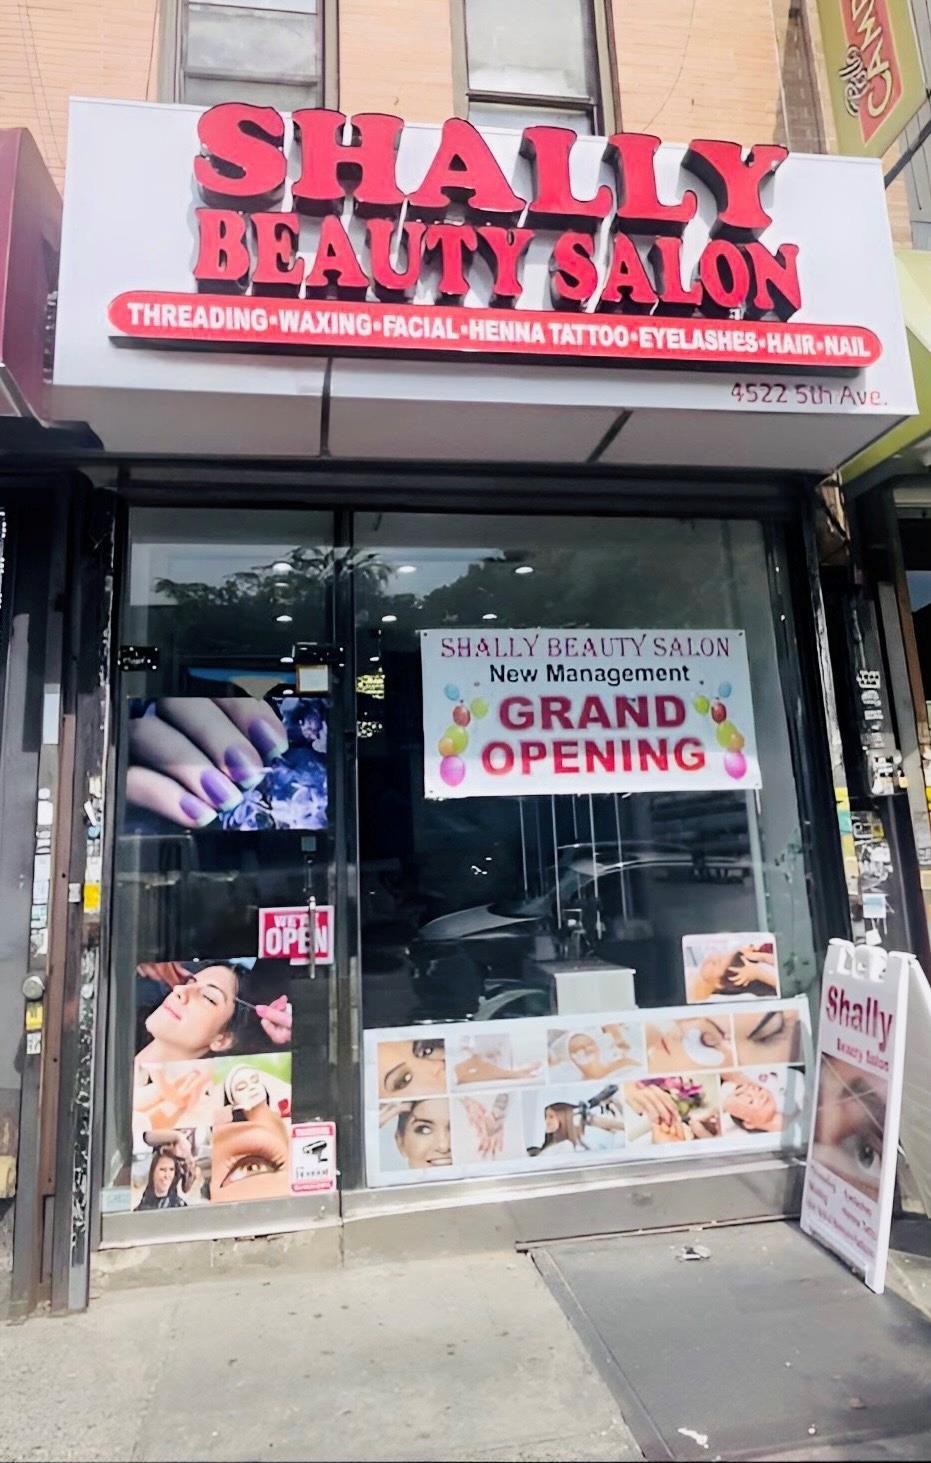 SHALLY
BEAUTY SALON
THREADING•WAXING•FACIAL•HENNA TATTOO•EYELASHES•HAIR•NAIL
4522 5th Ave.
SHALLY BEAUTY SALON
New Management
GRAND
OPENING
WE'RE
OPEN
Shally
Beauty Salon